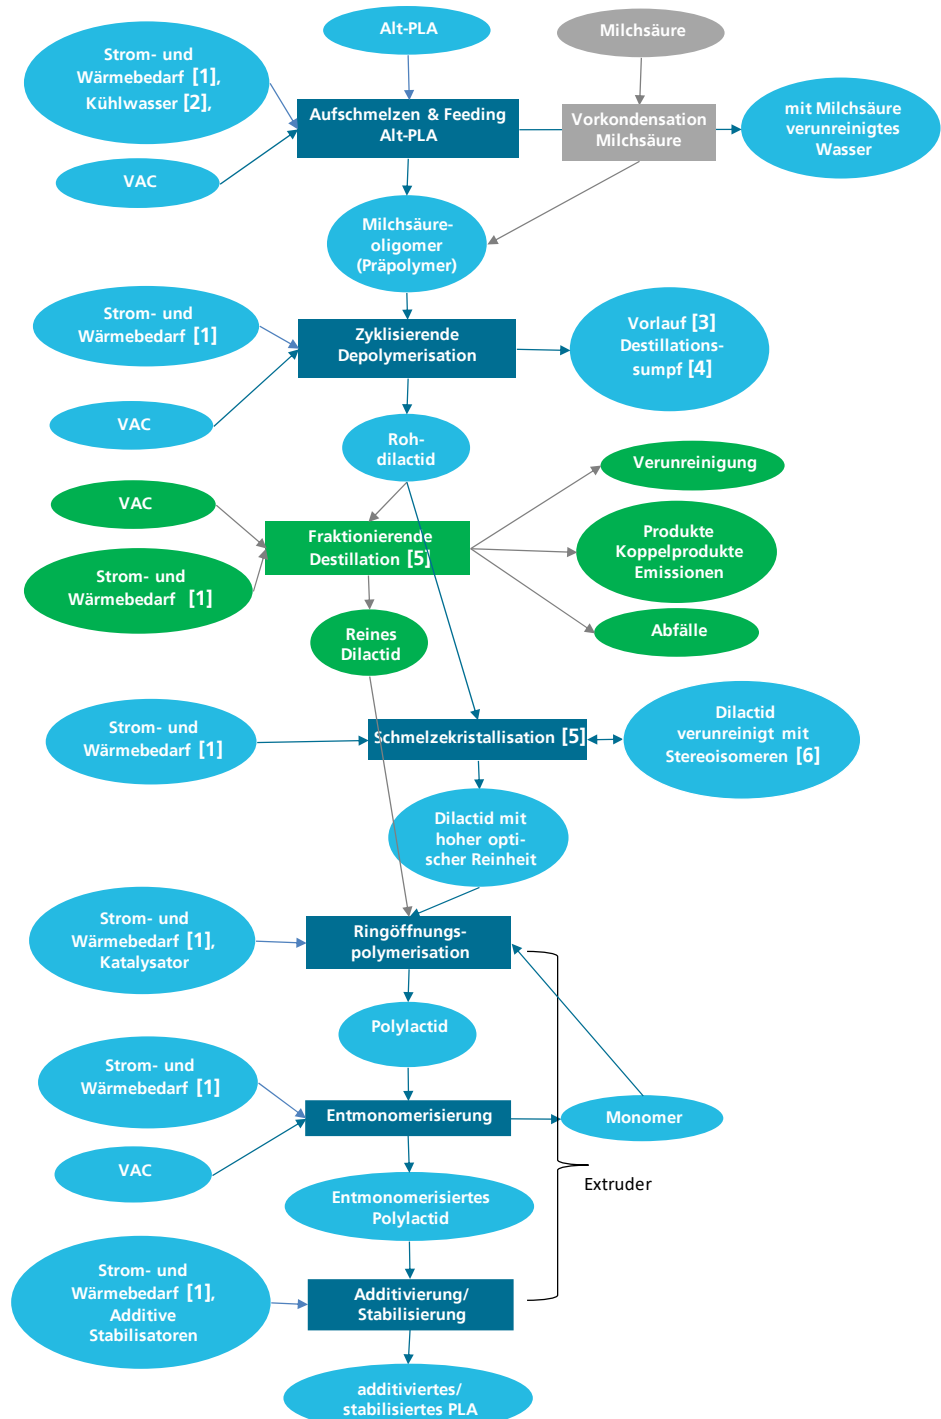 Alt-PLA
Milchsäure
Strom- und
Wärmebedarf [1],
Kühlwasser [2],
Aufschmelzen & Feeding
Alt-PLA
Vorkondensation
Milchsäure
mit Milchsäure
verunreinigtes
Wasser
VAC
Milchsäure-
oligomer
(Präpolymer)
Strom- und
Wärmebedarf [1]
Zyklisierende
Depolymerisation
Vorlauf [3]
Destillations-
sumpf [4]
VAC
Roh-
dilactid
Verunreinigung
VAC
Fraktionierende
Destillation [5]
Produkte
Koppelprodukte
Emissionen
Strom- und
Wärmebedarf [1]
Reines
Dilactid
Abfälle
Strom- und
Wärmebedarf [1]
Schmelzekristallisation [5]
Dilactid
verunreinigt mit
Stereoisomeren [6]
Dilactid mit
hoher opti-
scher Reinheit
Strom- und
Wärmebedarf [1],
Katalysator
Ringöffnungs-
polymerisation
Polylactid
Strom- und
Wärmebedarf [1]
Entmonomerisierung
Monomer
VAC
Extruder
Entmonomerisiertes
Polylactid
Strom- und
Wärmebedarf [1],
Additive
Stabilisatoren
Additivierung/
Stabilisierung
additiviertes/
stabilisiertes PLA